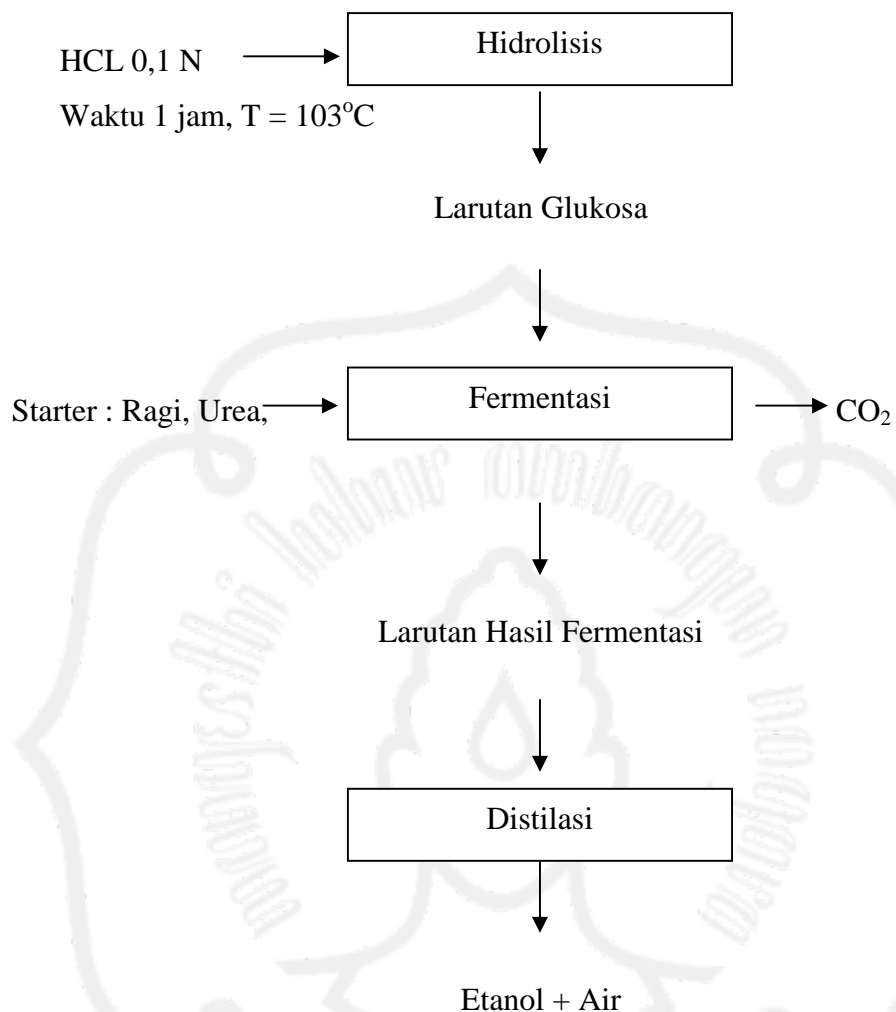 Hidrolisis
HCL 0,1 N
Waktu 1 jam, T = 103°C
Larutan Glukosa
Fermentasi
Starter : Ragi, Urea,
CO₂
Larutan Hasil Fermentasi
Distilasi
Etanol + Air